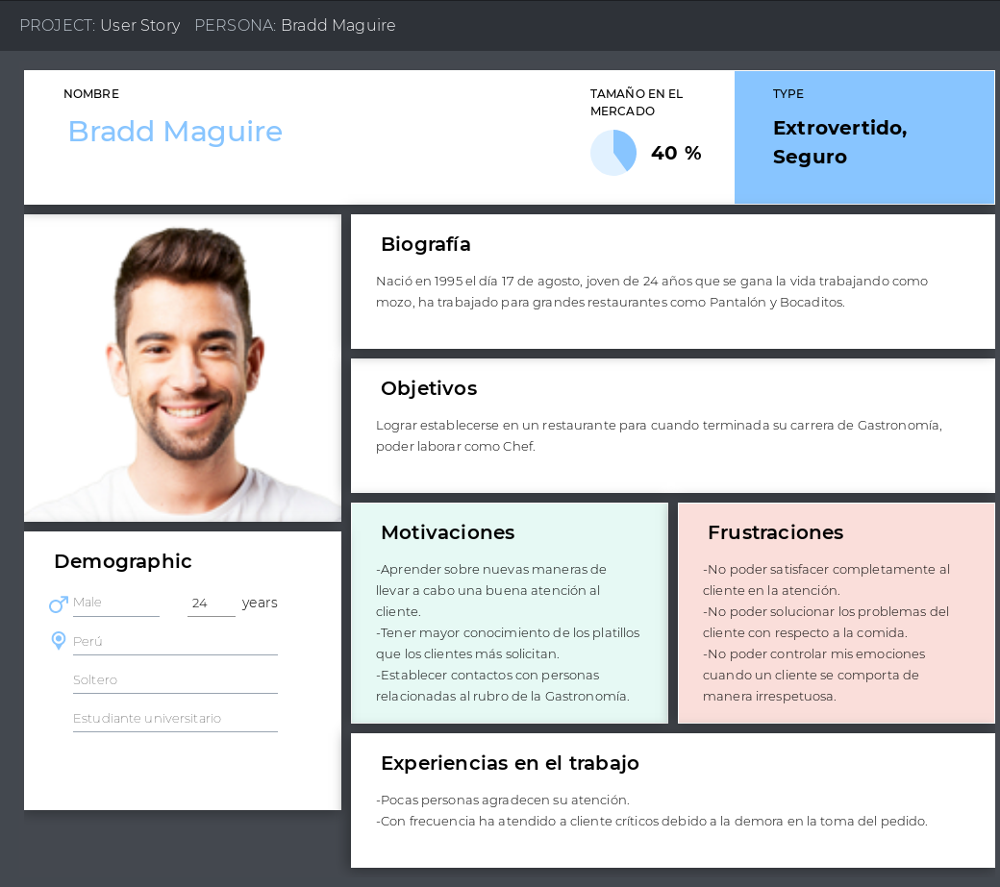 PROJECT: User Story PERSONA: Bradd Maguire
NOMBRE
Bradd Maguire
TAMAÑO EN EL
MERCADO
40 %
TYPE
Extrovertido,
Seguro
Biografía
Nació en 1995 el día 17 de agosto, joven de 24 años que se gana la vida trabajando como
mozo, ha trabajado para grandes restaurantes como Pantalón y Bocaditos.
Objetivos
Lograr establecerse en un restaurante para cuando terminada su carrera de Gastronomía,
poder laborar como Chef.
Demographic
Male 24 years
Perú
Soltero
Estudiante universitario
Motivaciones
-Aprender sobre nuevas maneras de
llevar a cabo una buena atención al
cliente.
-Tener mayor conocimiento de los platillos
que los clientes más solicitan.
-Establecer contactos con personas
relacionadas al rubro de la Gastronomía.
Frustraciones
-No poder satisfacer completamente al
cliente en la atención.
-No poder solucionar los problemas del
cliente con respecto a la comida.
-No poder controlar mis emociones
cuando un cliente se comporta de
manera irrespetuosa.
Experiencias en el trabajo
-Pocas personas agradecen su atención.
-Con frecuencia ha atendido a cliente críticos debido a la demora en la toma del pedido.